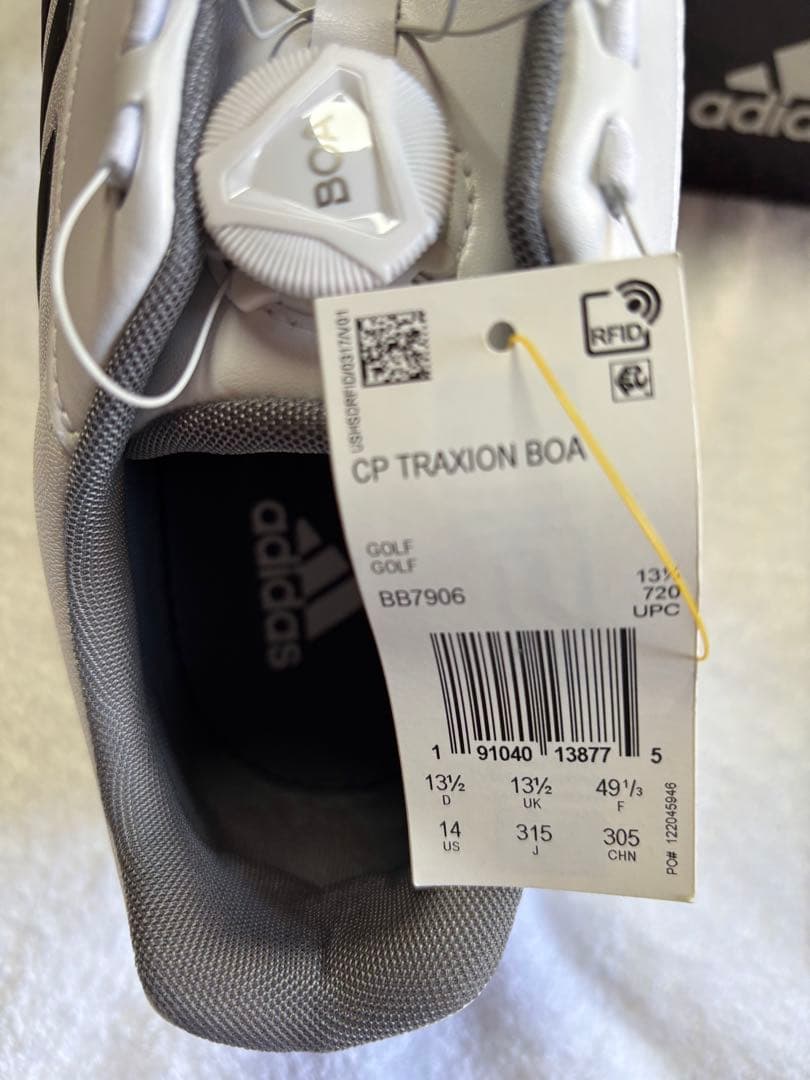 BOA
adidas
adidas
USHSORFID/0317/V01
RFID
CP TRAXION BOA
GOLF
GOLF
BB7906
13½
720
UPC
1 91040 13877 5
13½ 13½ 49¹/₃
D UK F
14 315 305
US J CHN
PO# 122045946